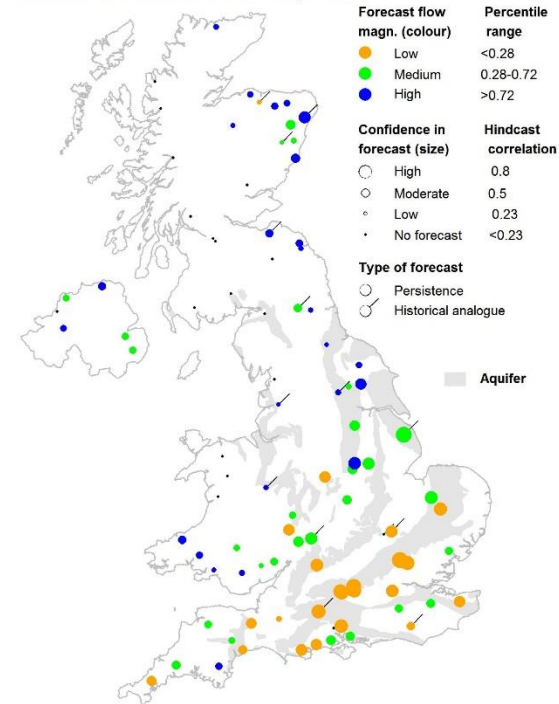 Forecast flow Percentile
magn. (colour) range
Low <0.28
Medium 0.28-0.72
High >0.72
Confidence in Hindcast
forecast (size) correlation
High 0.8
Moderate 0.5
Low 0.23
No forecast <0.23
Type of forecast
Persistence
Historical analogue
Aquifer